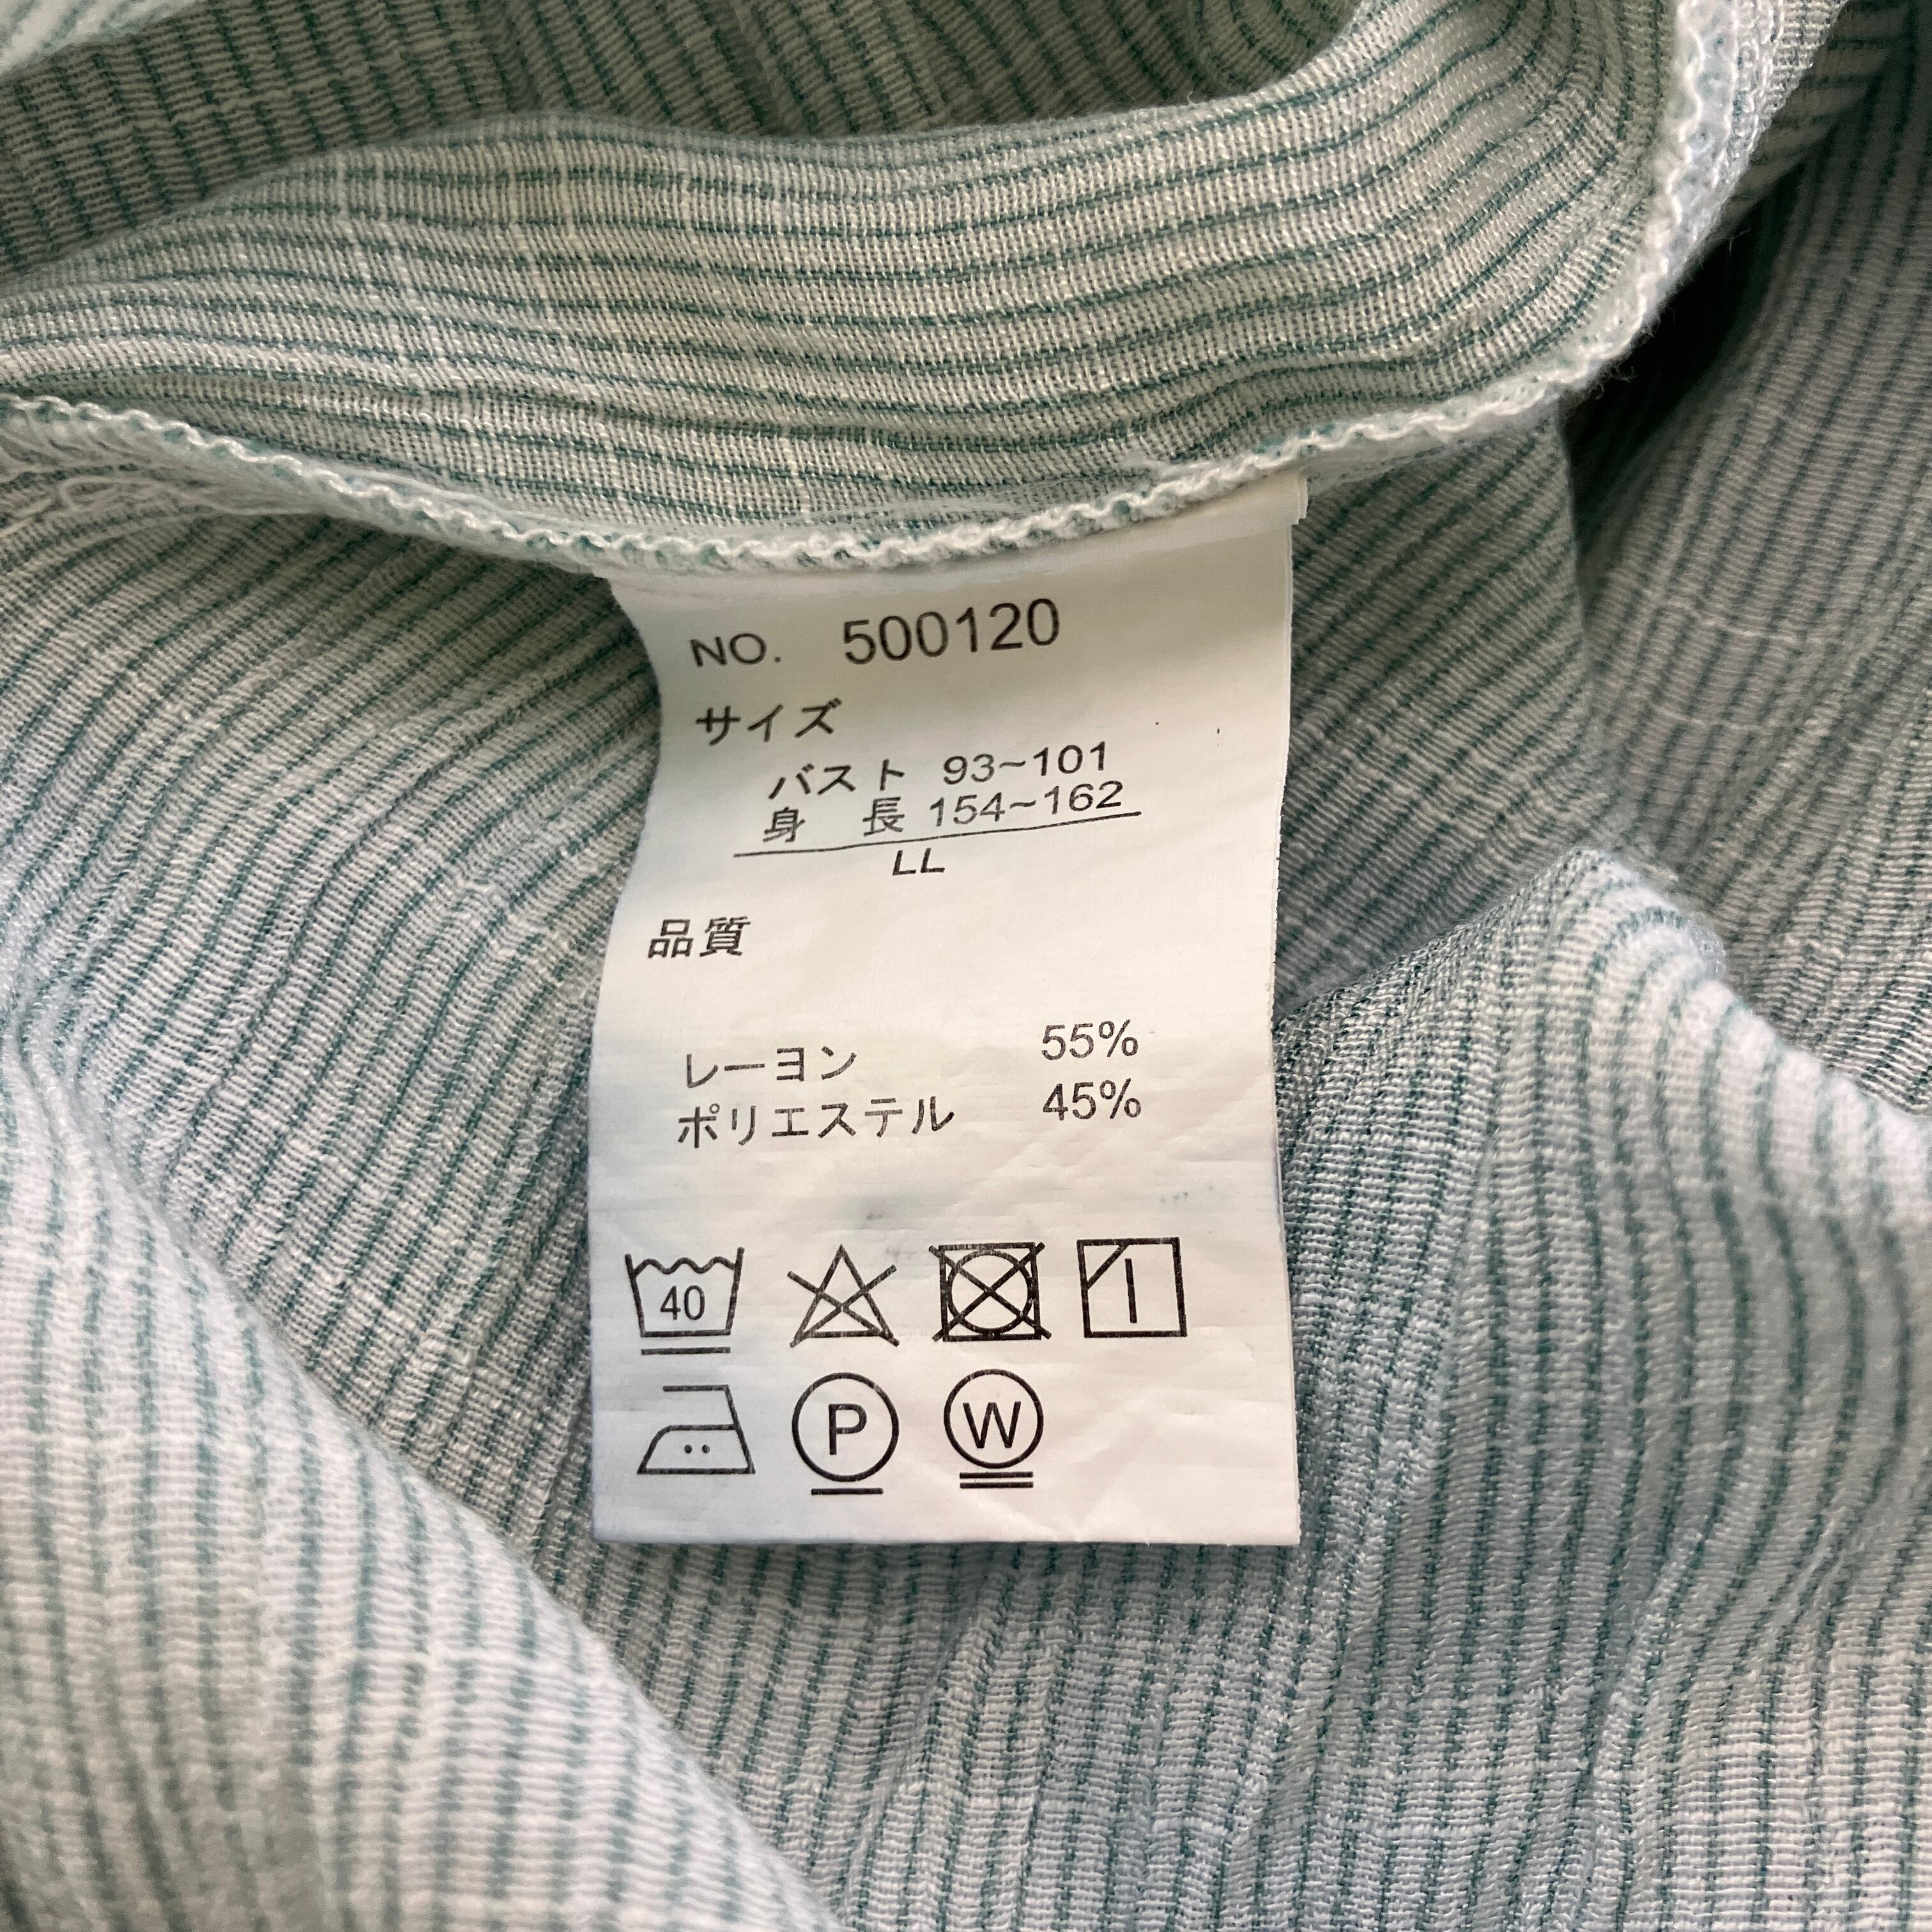 NO. 500120
サイズ
バスト 93~101
身 長 154~162
LL
品質
レーヨン 55%
ポリエステル 45%
40
P W